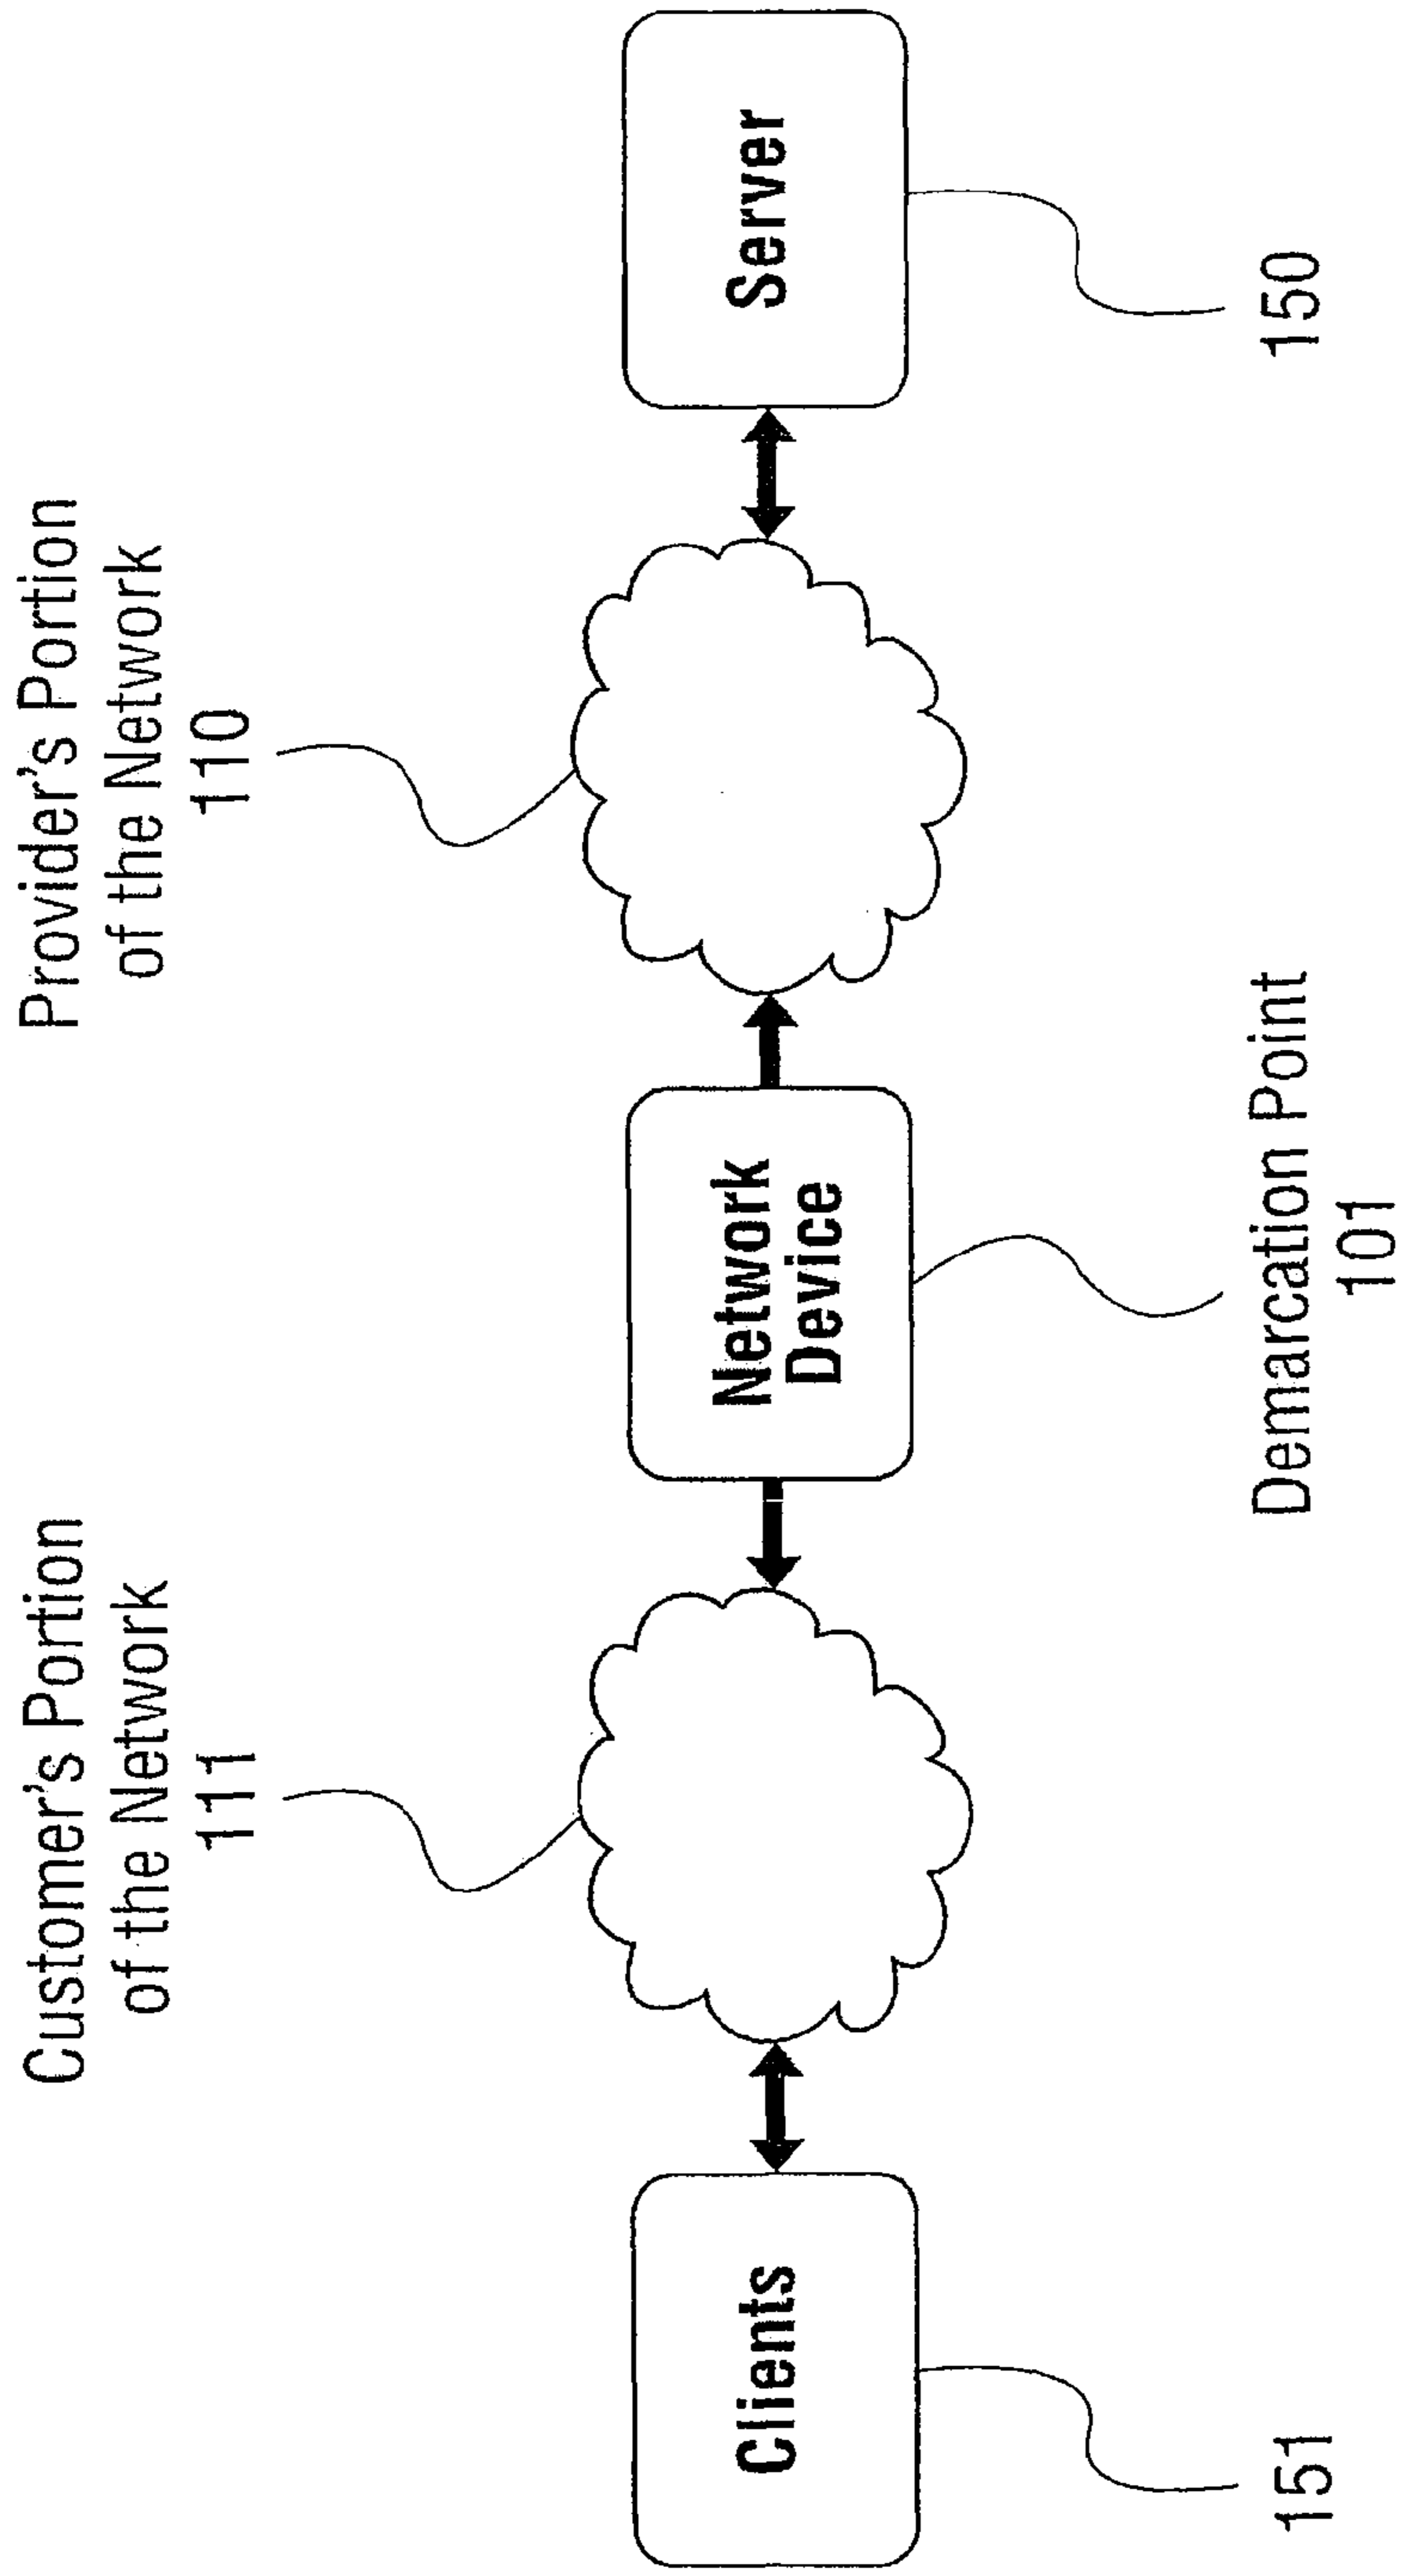 Customer's Portion
of the Network
111
Provider's Portion
of the Network
110
Clients
Network
Device
Server
151
Demarcation Point
101
150